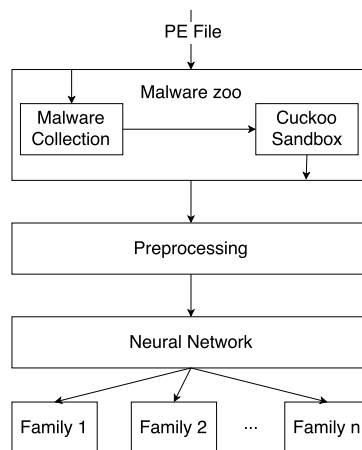 PE File
Malware zoo
Malware
Collection
Cuckoo
Sandbox
Preprocessing
Neural Network
Family 1
Family 2
...
Family n